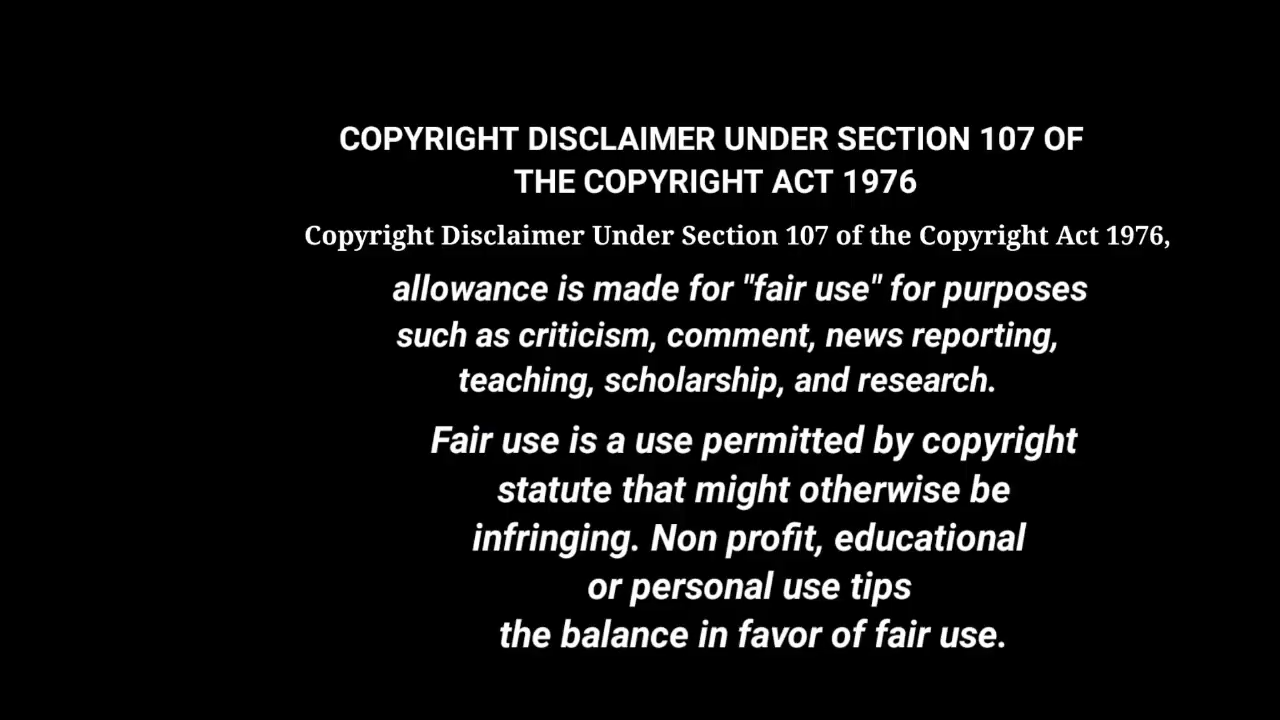 COPYRIGHT DISCLAIMER UNDER SECTION 107 OF
THE COPYRIGHT ACT 1976
Copyright Disclaimer Under Section 107 of the Copyright Act 1976,
allowance is made for "fair use" for purposes
such as criticism, comment, news reporting,
teaching, scholarship, and research.
Fair use is a use permitted by copyright
statute that might otherwise be
infringing. Non profit, educational
or personal use tips
the balance in favor of fair use.